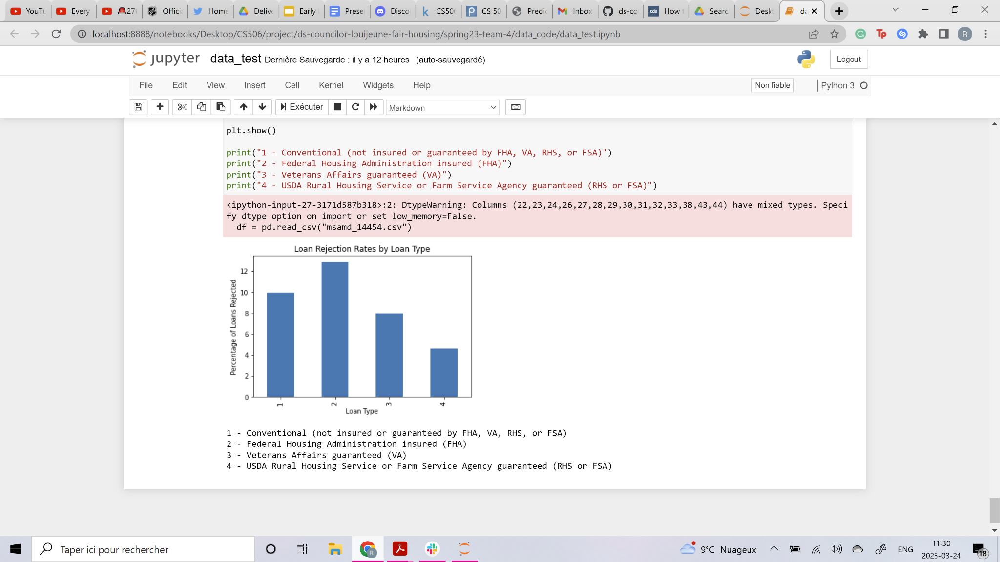 YouTu
Every
27
Offici
Home
Delive
Early
Prese
Disco
CS506
CS 50
Predic
Inbox
ds-co
How t
Searc
Deskt
da
localhost:8888/notebooks/Desktop/CS506/project/ds-councilor-louijeune-fair-housing/spring23-team-4/data_code/data_test.ipynb
R
jupyter data_test Dernière Sauvegarde : il y a 12 heures (auto-sauvegardé)
Logout
File Edit View Insert Cell Kernel Widgets Help
Non fiable
Python 3
Exécuter
Markdown
plt.show()
print("1 - Conventional (not insured or guaranteed by FHA, VA, RHS, or FSA)")
print("2 - Federal Housing Administration insured (FHA)")
print("3 - Veterans Affairs guaranteed (VA)")
print("4 - USDA Rural Housing Service or Farm Service Agency guaranteed (RHS or FSA)")
<ipython-input-27-3171d587b318>:2: DtypeWarning: Columns (22,23,24,26,27,28,29,30,31,32,33,38,43,44) have mixed types. Speci
fy dtype option on import or set low_memory=False.
df = pd.read_csv("msamd_14454.csv")
Loan Rejection Rates by Loan Type
Percentage of Loans Rejected
12
10
8
6
4
2
0
1 2 3 4
Loan Type
1 - Conventional (not insured or guaranteed by FHA, VA, RHS, or FSA)
2 - Federal Housing Administration insured (FHA)
3 - Veterans Affairs guaranteed (VA)
4 - USDA Rural Housing Service or Farm Service Agency guaranteed (RHS or FSA)
Taper ici pour rechercher
9°C Nuageux
ENG
11:30
2023-03-24
18